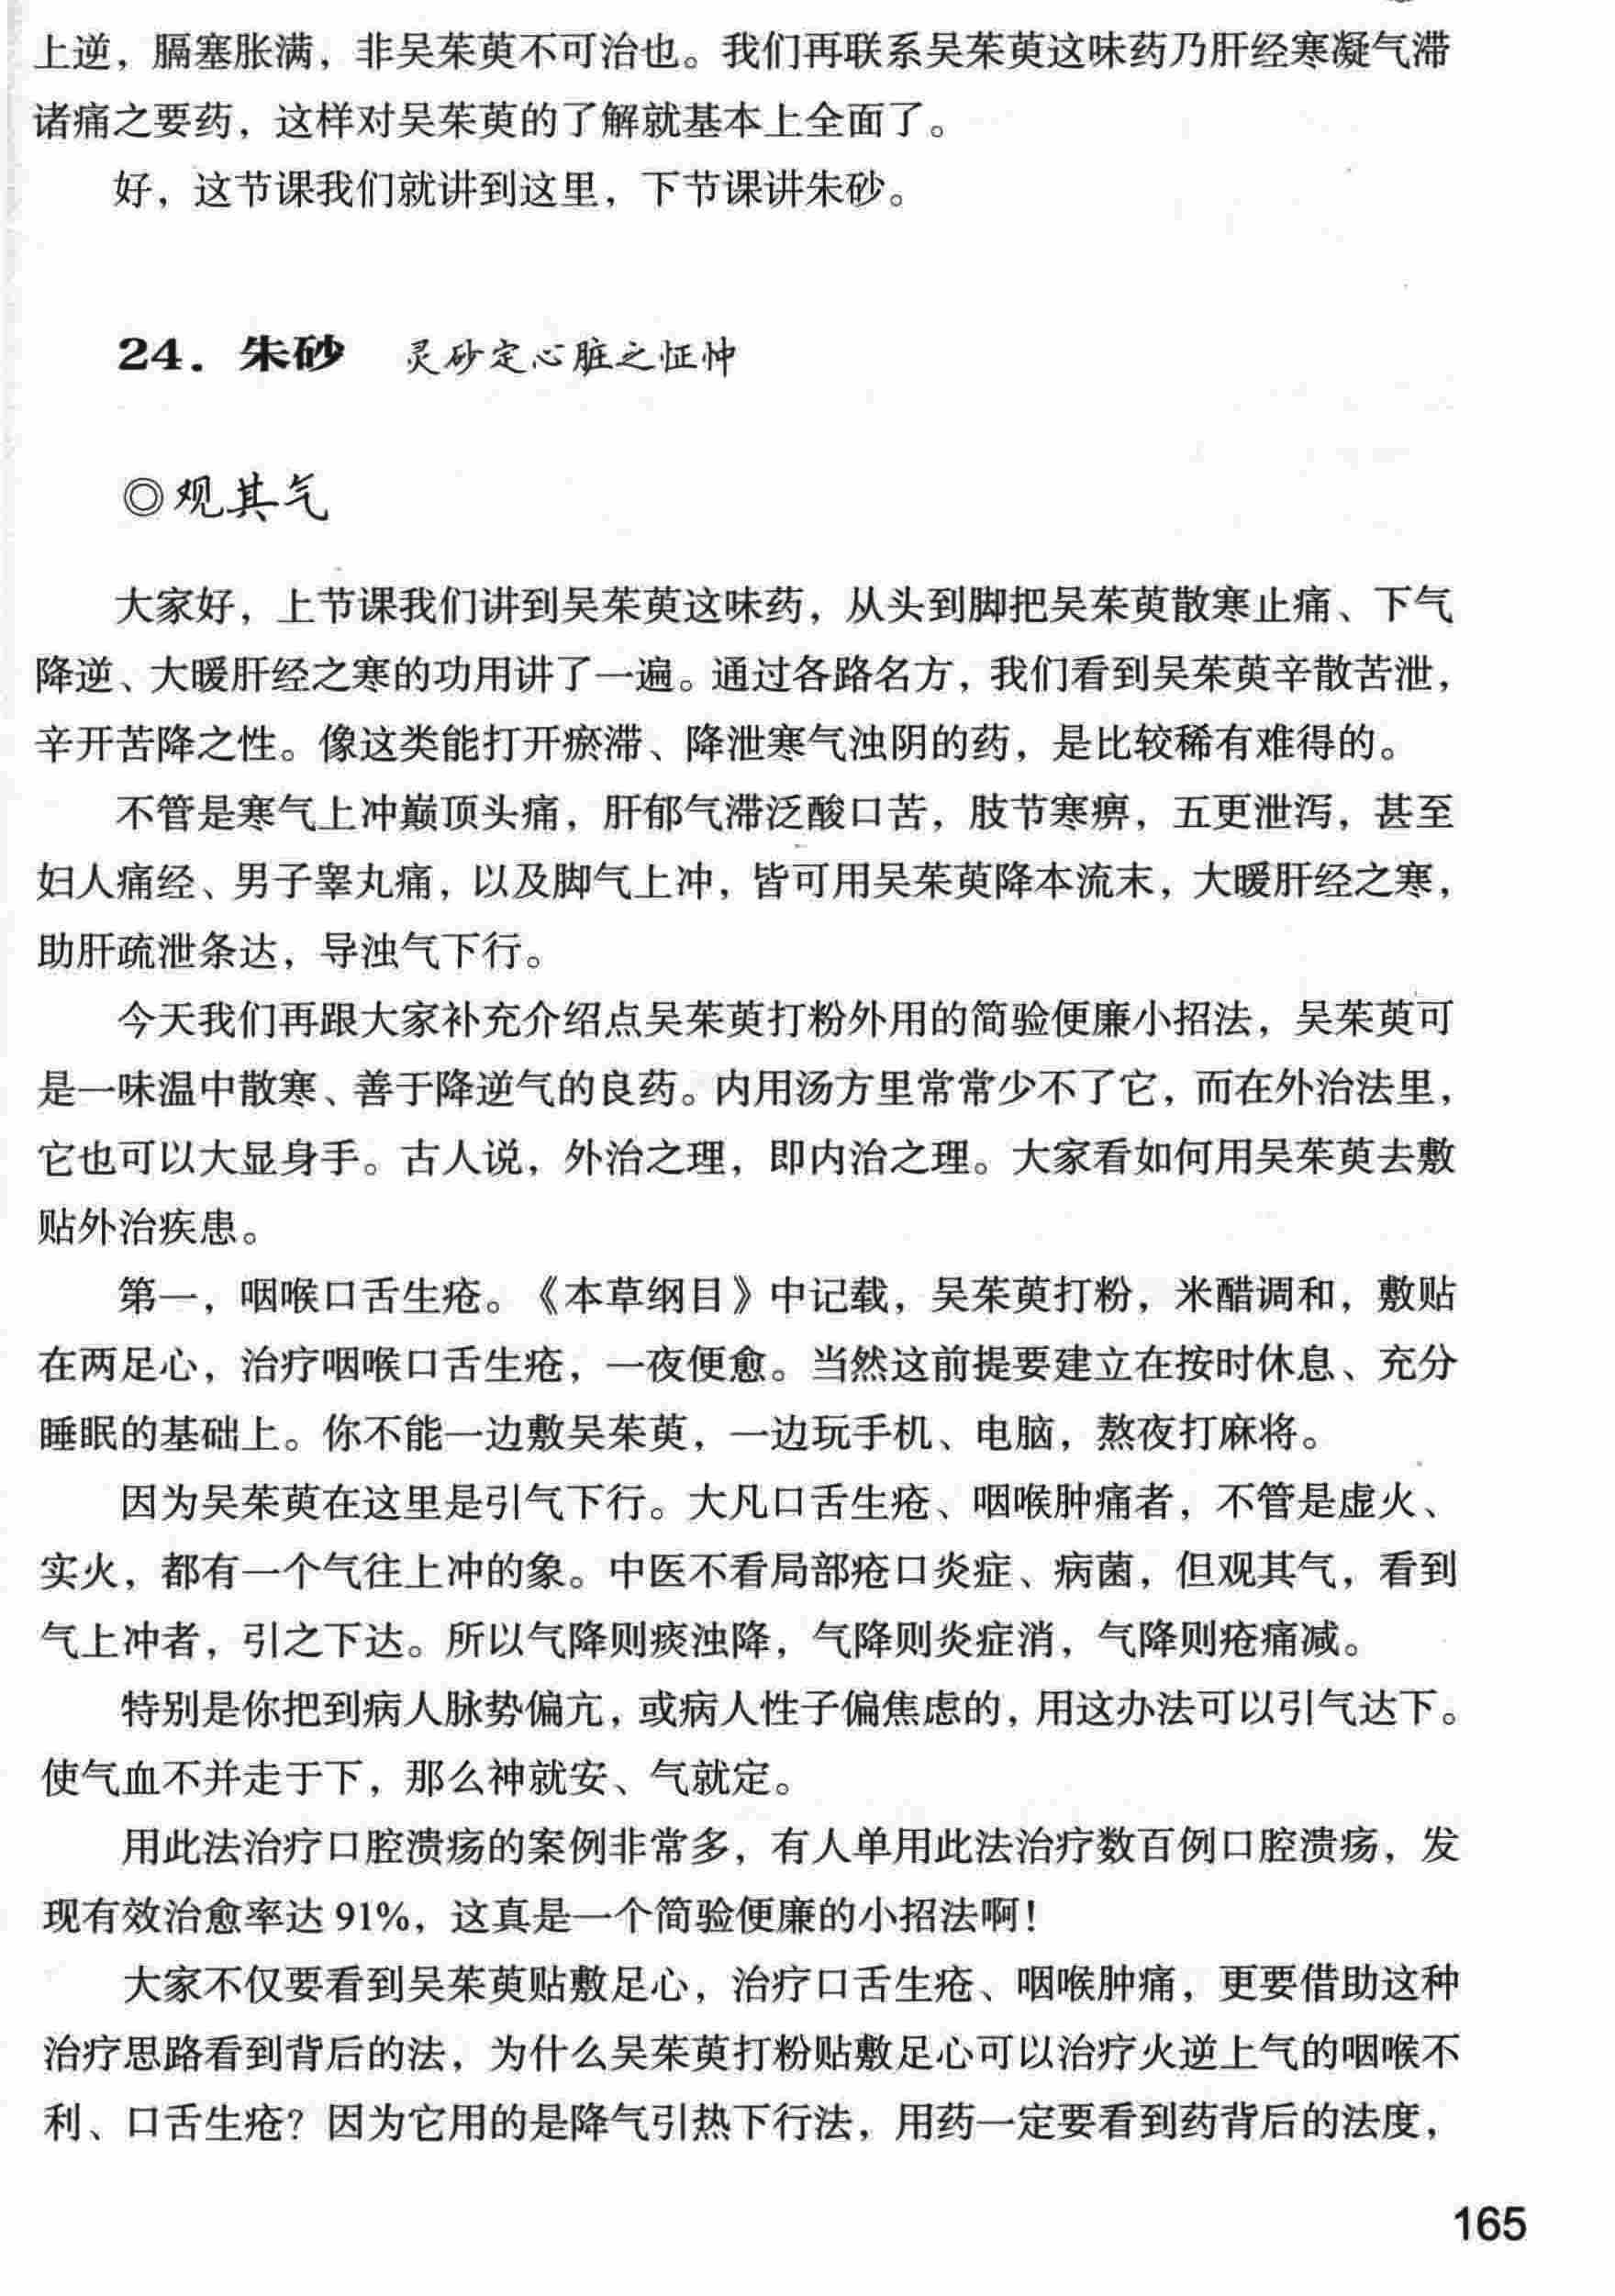 上逆，膈塞胀满，非吴茱萸不可治也。我们再联系吴茱萸这味药乃肝经寒凝气滞
诸痛之要药，这样对吴茱萸的了解就基本上全面了。
好，这节课我们就讲到这里，下节课讲朱砂。
24．朱砂 灵砂定心脏之怔忡
◎观其气
大家好，上节课我们讲到吴茱萸这味药，从头到脚把吴茱萸散寒止痛、下气
降逆、大暖肝经之寒的功用讲了一遍。通过各路名方，我们看到吴茱萸辛散苦泄，
辛开苦降之性。像这类能打开瘀滞、降泄寒气浊阴的药，是比较稀有难得的。
不管是寒气上冲巅顶头痛，肝郁气滞泛酸口苦，肢节寒痹，五更泄泻，甚至
妇人痛经、男子睾丸痛，以及脚气上冲，皆可用吴茱萸降本流末，大暖肝经之寒，
助肝疏泄条达，导浊气下行。
今天我们再跟大家补充介绍点吴茱萸打粉外用的简验便廉小招法，吴茱萸可
是一味温中散寒、善于降逆气的良药。内用汤方里常常少不了它，而在外治法里，
它也可以大显身手。古人说，外治之理，即内治之理。大家看如何用吴茱萸去敷
贴外治疾患。
第一，咽喉口舌生疮。《本草纲目》中记载，吴茱萸打粉，米醋调和，敷贴
在两足心，治疗咽喉口舌生疮，一夜便愈。当然这前提要建立在按时休息、充分
睡眠的基础上。你不能一边敷吴茱萸，一边玩手机、电脑，熬夜打麻将。
因为吴茱萸在这里是引气下行。大凡口舌生疮、咽喉肿痛者，不管是虚火、
实火，都有一个气往上冲的象。中医不看局部疮口炎症、病菌，但观其气，看到
气上冲者，引之下达。所以气降则痰浊降，气降则炎症消，气降则疮痛减。
特别是你把到病人脉势偏亢，或病人性子偏焦虑的，用这办法可以引气达下。
使气血不并走于下，那么神就安、气就定。
用此法治疗口腔溃疡的案例非常多，有人单用此法治疗数百例口腔溃疡，发
现有效治愈率达 91%，这真是一个简验便廉的小招法啊！
大家不仅要看到吴茱萸贴敷足心，治疗口舌生疮、咽喉肿痛，更要借助这种
治疗思路看到背后的法，为什么吴茱萸打粉贴敷足心可以治疗火逆上气的咽喉不
利、口舌生疮？因为它用的是降气引热下行法，用药一定要看到药背后的法度，
165